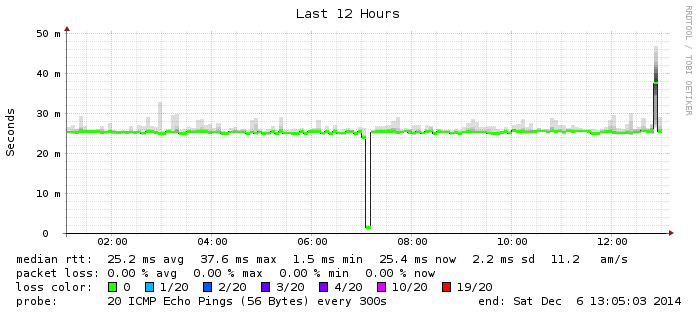 Last 12 Hours
RRDTOOL / TOBI OETIKER
Seconds
50 m
40 m
30 m
20 m
10 m
0
02:00 04:00 06:00 08:00 10:00 12:00
median rtt: 25.2 ms avg 37.6 ms max 1.5 ms min 25.4 ms now 2.2 ms sd 11.2 am/s
packet loss: 0.00 % avg 0.00 % max 0.00 % min 0.00 % now
loss color: 0 1/20 2/20 3/20 4/20 10/20 19/20
probe: 20 ICMP Echo Pings (56 Bytes) every 300s end: Sat Dec 6 13:05:03 2014